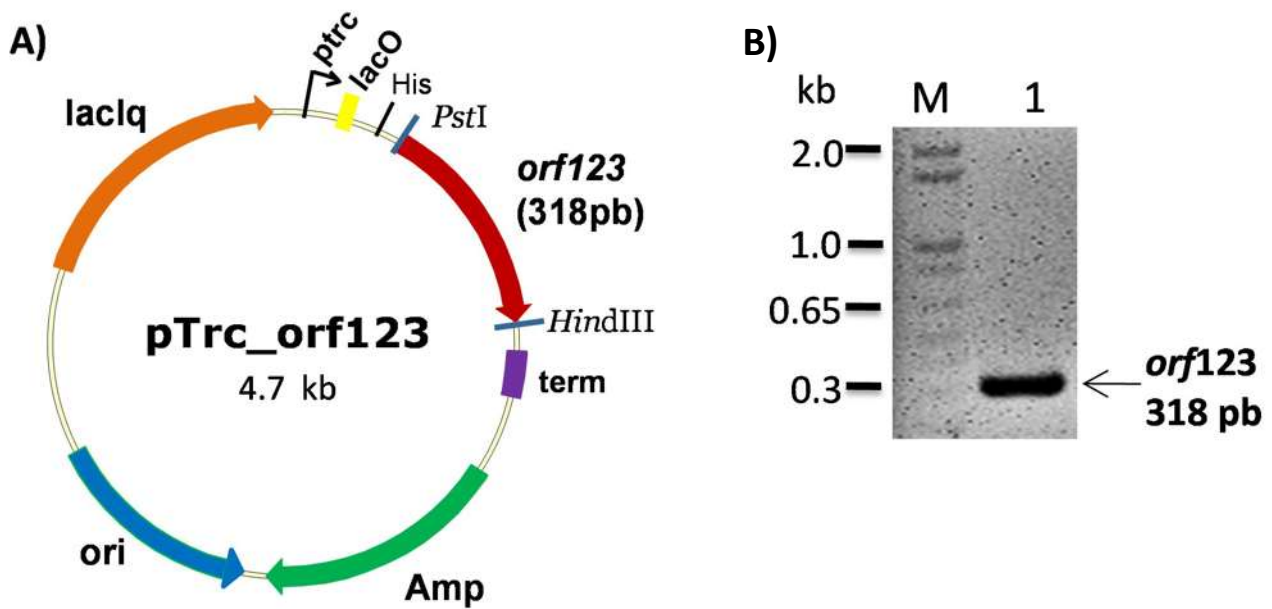 A)
ptrc
lacO
His
PstI
lacIq
orf123
(318pb)
HindIII
pTrc_orf123
4.7 kb
term
ori
Amp
B)
kb M 1
2.0
1.0
0.65
0.3
orf123
318 pb